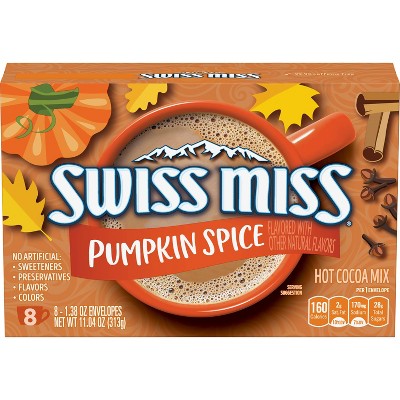 SWISS MISS®
PUMPKIN SPICE
FLAVORED WITH
OTHER NATURAL FLAVORS
NO ARTIFICIAL:
• SWEETENERS
• PRESERVATIVES
• FLAVORS
• COLORS
SERVING
SUGGESTION
HOT COCOA MIX
PER 1 ENVELOPE
160
Calories
2g
Sat Fat
170mg
Sodium
28g
Total Sugars
8
8 - 1.38 OZ ENVELOPES
NET WT 11.04 OZ (313g)